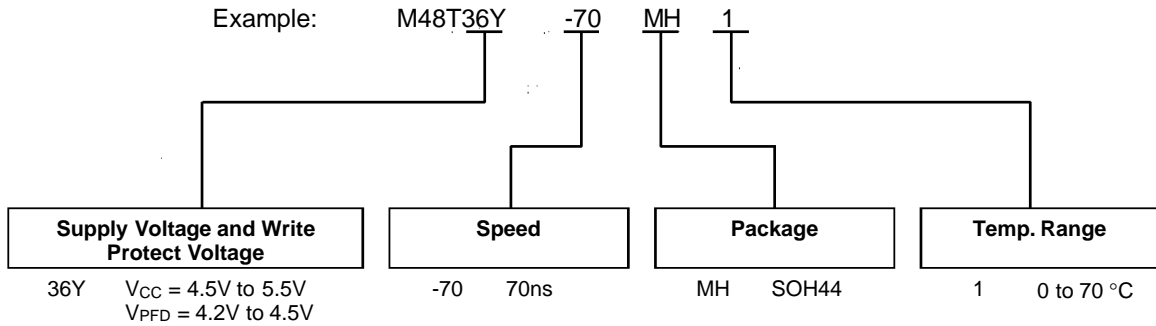 Example: M48T36Y -70 MH 1
Supply Voltage and Write
Protect Voltage
Speed
Package
Temp. Range
36Y VCC = 4.5V to 5.5V
VPFD = 4.2V to 4.5V
-70 70ns
MH SOH44
1 0 to 70 °C